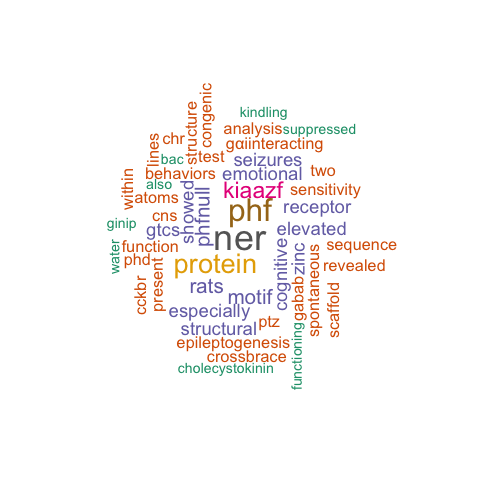 kindling
congenic
structure
analysis
suppressed
chr
lines
gαiiinteracting
bac
test
seizures
behaviors
emotional
two
within
also
atoms
kiaazf
sensitivity
showed
phfnull
phf
receptor
cns
ginip
gtcs
ner
elevated
function
sequence
water
phd
protein
cognitive
zinc
gabab
spontaneous
revealed
cckbr
present
rats
motif
scaffold
especially
structural
ptz
epileptogenesis
crossbrace
cholecystokinin
functioning